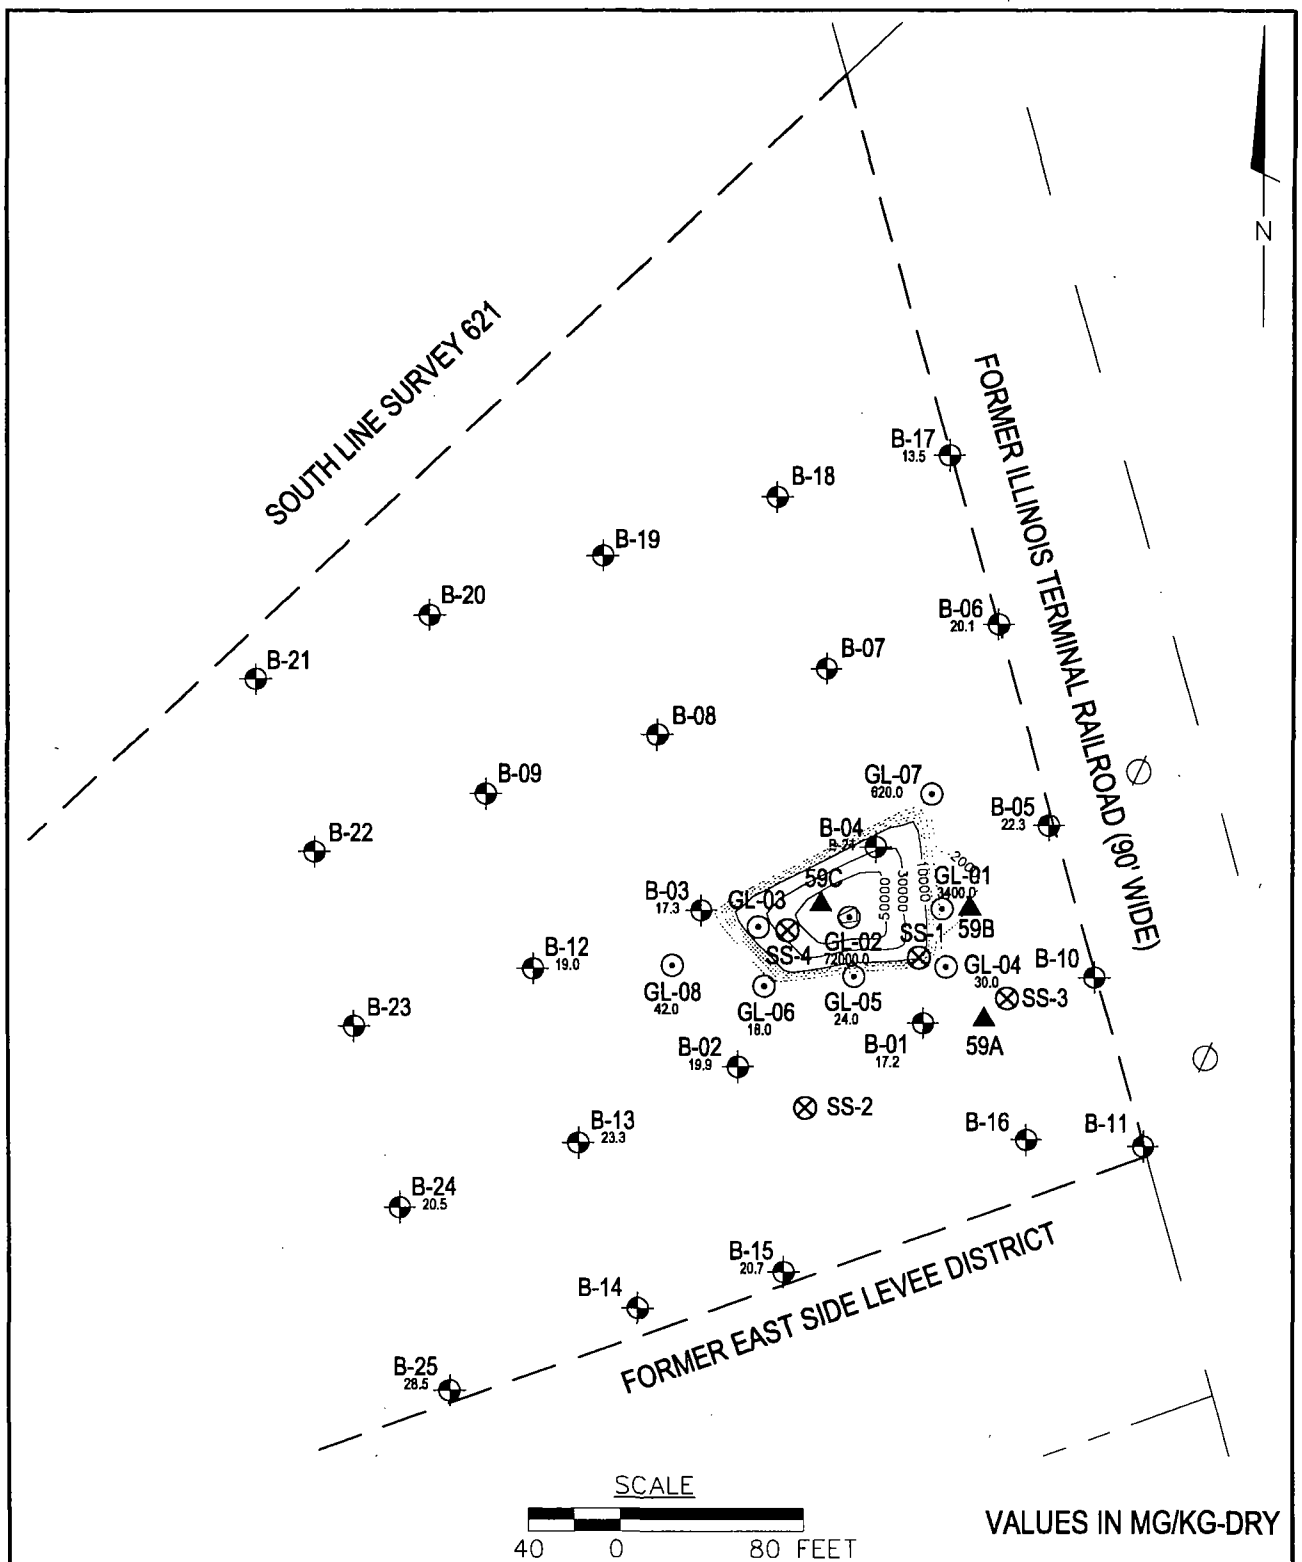 N
SOUTH LINE SURVEY 621
FORMER ILLINOIS TERMINAL RAILROAD (90' WIDE)
B-17
13.5
B-18
B-19
B-20
B-06
20.1
B-21
B-07
B-08
GL-07
620.0
B-09
B-05
22.3
B-04
B-22
200
GL-01
3400.0
59C
10000
30000
50000
B-03
17.3
GL-03
SS-1
59B
GL-02
72000.0
SS-4
B-12
19.0
GL-04
30.0
B-10
GL-08
42.0
GL-06
18.0
GL-05
24.0
SS-3
B-23
B-01
17.2
59A
B-02
19.9
SS-2
B-13
23.3
B-16
B-11
B-24
20.5
B-15
20.7
B-14
FORMER EAST SIDE LEVEE DISTRICT
B-25
28.5
SCALE
40 0 80 FEET
VALUES IN MG/KG-DRY